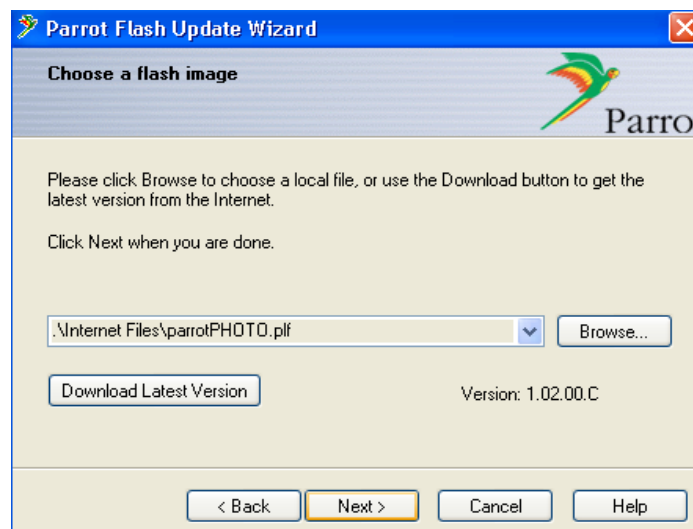 Parrot Flash Update Wizard
Choose a flash image
Parro
Please click Browse to choose a local file, or use the Download button to get the
latest version from the Internet.
Click Next when you are done.
.\Internet Files\parrotPHOTO.plf
Browse...
Download Latest Version
Version: 1.02.00.C
< Back
Next >
Cancel
Help